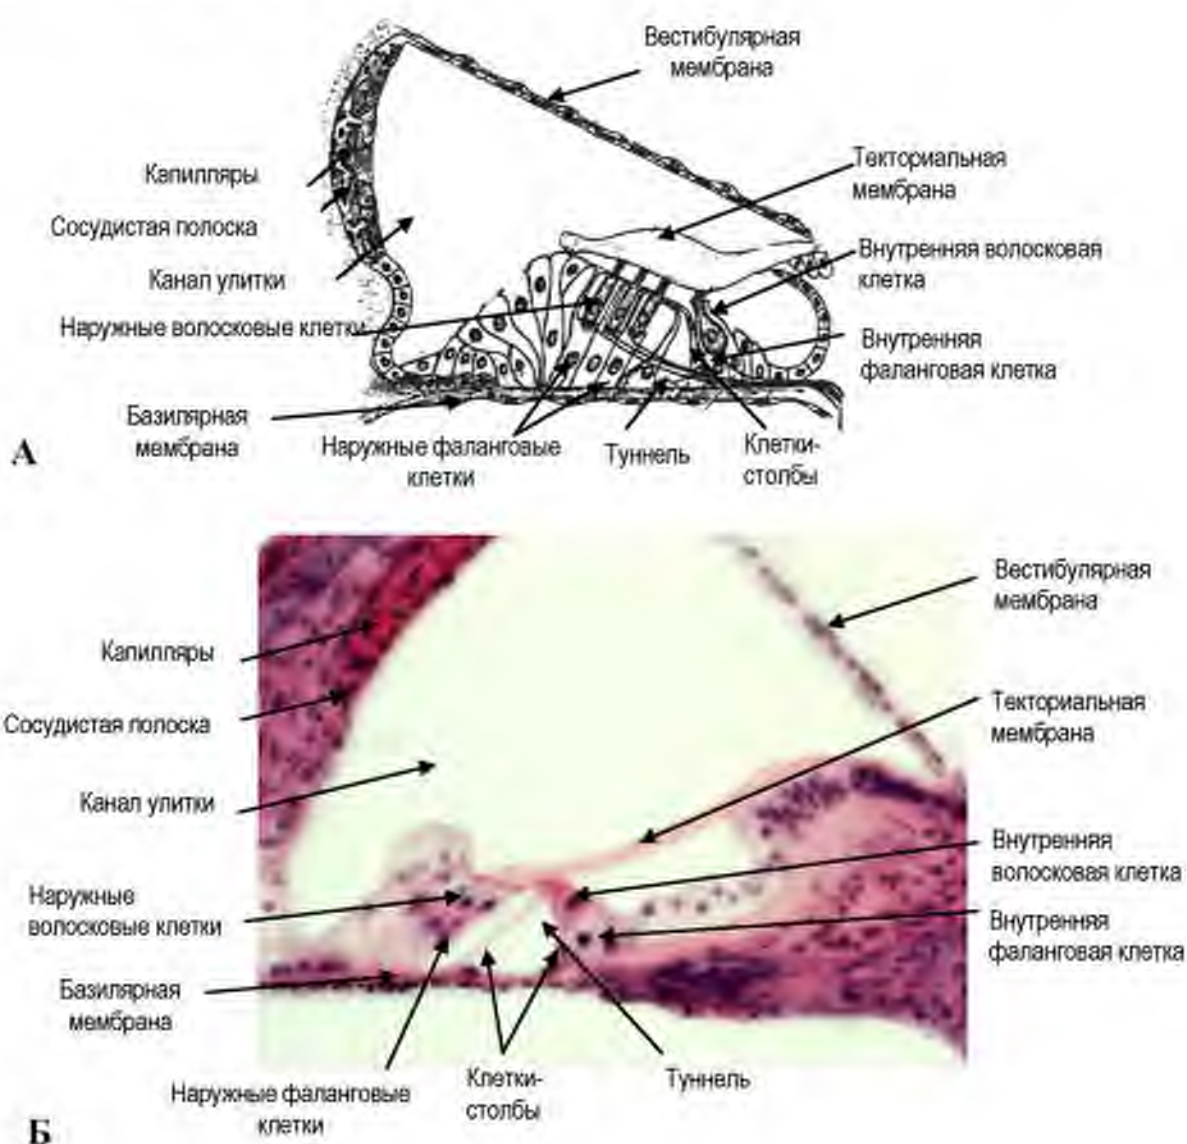 Вестибулярная
мембрана
Текториальная
мембрана
Капилляры
Сосудистая полоска
Внутренняя волосковая
клетка
Канал улитки
Наружные волосковые клетки
Внутренняя
фаланговая клетка
Базилярная
мембрана
Наружные фаланговые
клетки
Туннель
Клетки-
столбы
А
Вестибулярная
мембрана
Капилляры
Текториальная
мембрана
Сосудистая полоска
Канал улитки
Внутренняя
волосковая клетка
Наружные
волосковые клетки
Внутренняя
фаланговая клетка
Базилярная
мембрана
Наружные фаланговые
клетки
Клетки-
столбы
Туннель
Б